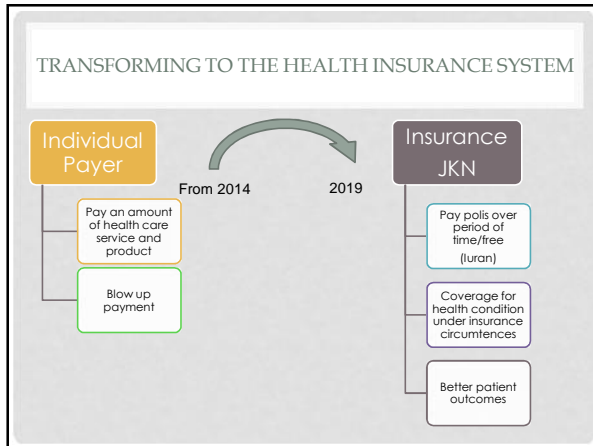 TRANSFORMING TO THE HEALTH INSURANCE SYSTEM
Individual
Payer
Pay an amount
of health care
service and
product
Blow up
payment
From 2014
2019
Insurance
JKN
Pay polis over
period of
time/free
(Iuran)
Coverage for
health condition
under insurance
circumtences
Better patient
outcomes